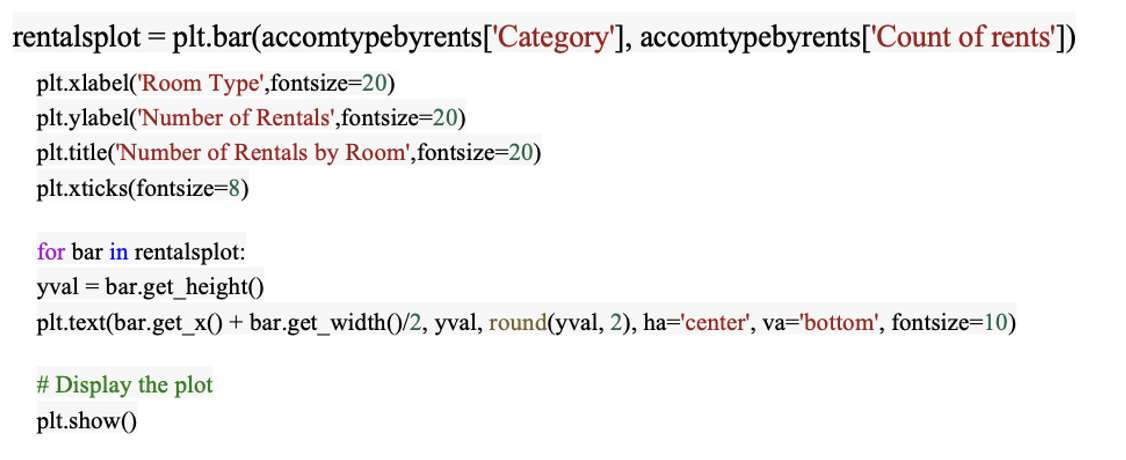 rentalsplot = plt.bar(accomtypebyrents['Category'], accomtypebyrents['Count of rents'])
plt.xlabel('Room Type',fontsize=20)
plt.ylabel('Number of Rentals',fontsize=20)
plt.title('Number of Rentals by Room',fontsize=20)
plt.xticks(fontsize=8)
for bar in rentalsplot:
yval = bar.get_height()
plt.text(bar.get_x() + bar.get_width()/2, yval, round(yval, 2), ha='center', va='bottom', fontsize=10)
# Display the plot
plt.show()